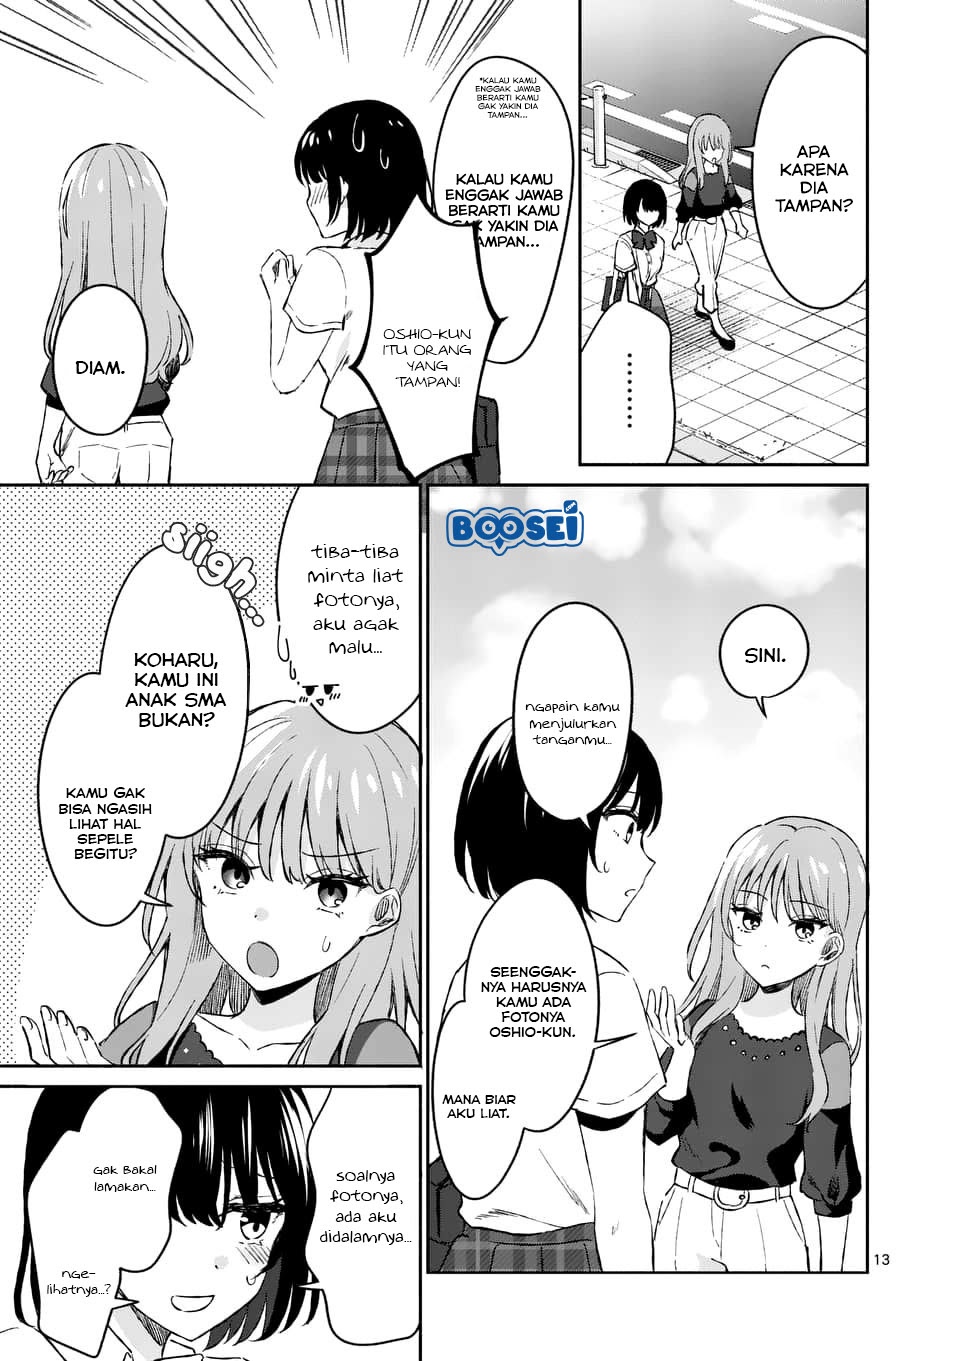 APA
KARENA
DIA
TAMPAN?
..........
*KALAU KAMU
ENGGAK JAWAB
BERARTI KAMU
GAK YAKIN DIA
TAMPAN...
KALAU KAMU
ENGGAK JAWAB
BERARTI KAMU
GAK YAKIN DIA
TAMPAN...
OSHIO-KUN
ITU ORANG
YANG
TAMPAN!
DIAM.
BOOSEI
SINI.
ngapain kamu
menjulurkan
tanganmu...
SEENGGAK-
NYA HARUSNYA
KAMU ADA
FOTONYA
OSHIO-KUN.
MANA BIAR
AKU LIAT.
tiba-tiba
minta liat
fotonya,
aku agak
malu...
siigh...
KOHARU,
KAMU INI
ANAK SMA
BUKAN?
KAMU GAK
BISA NGASIH
LIHAT HAL
SEPELE
BEGITU?
soalnya
fotonya,
ada aku
didalamnya...
Gak Bakal
lamakan...
nge-
lihatnya...?
13